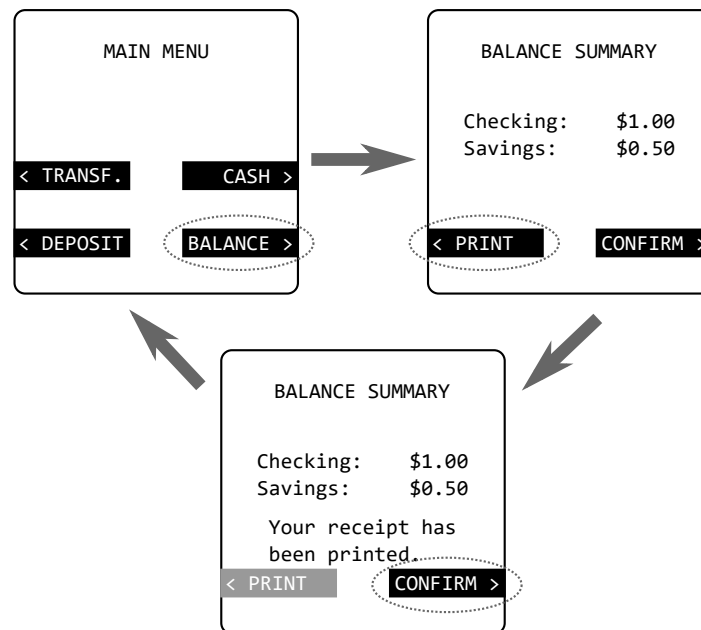 MAIN MENU
< TRANSF. CASH >
< DEPOSIT BALANCE >
BALANCE SUMMARY
Checking: $1.00
Savings: $0.50
< PRINT CONFIRM >
BALANCE SUMMARY
Checking: $1.00
Savings: $0.50
Your receipt has
been printed.
< PRINT CONFIRM >